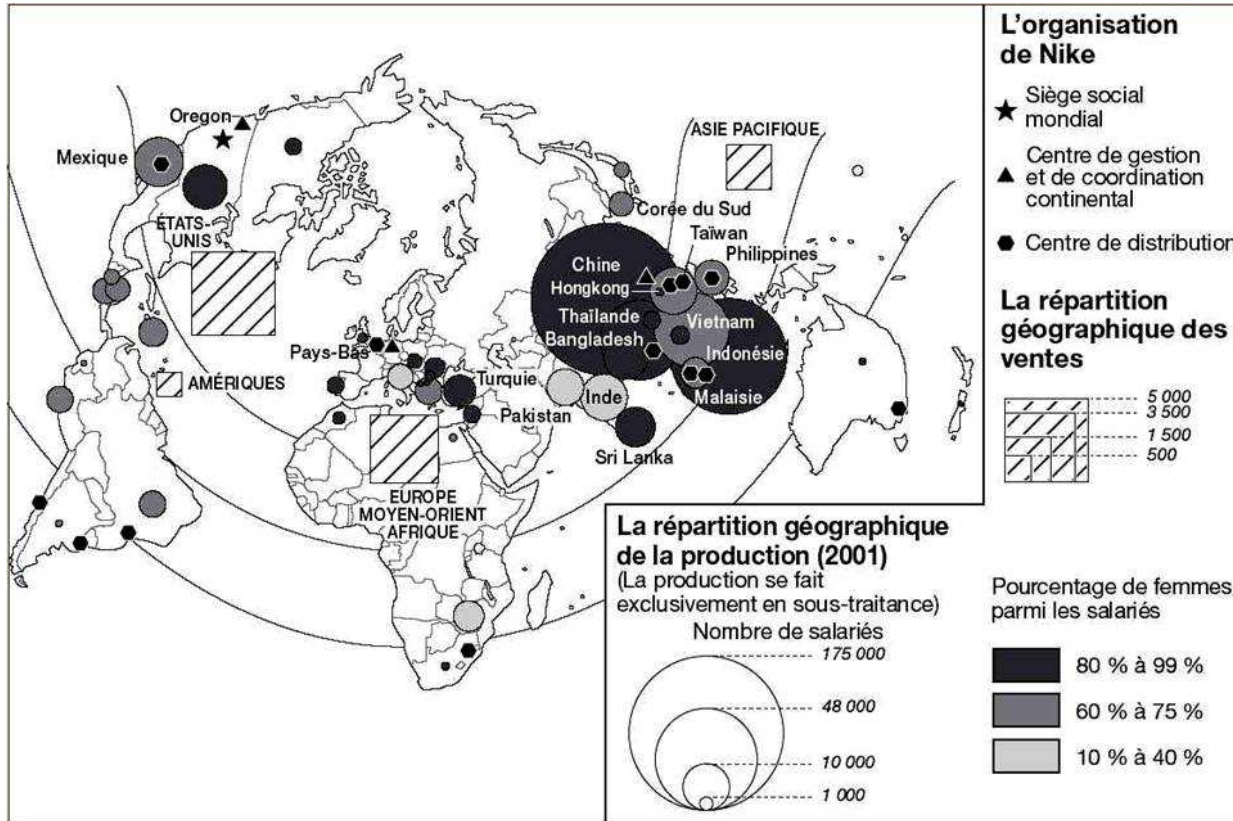 Oregon
Mexique
ÉTATS-
UNIS
AMÉRIQUES
Pays-Bas
Turquie
Pakistan
EUROPE
MOYEN-ORIENT
AFRIQUE
ASIE PACIFIQUE
Corée du Sud
Taïwan
Philippines
Chine
Hongkong
Thaïlande
Vietnam
Bangladesh
Indonésie
Inde
Malaisie
Sri Lanka
L'organisation
de Nike
Siège social
mondial
Centre de gestion
et de coordination
continental
Centre de distribution
La répartition
géographique des
ventes
5 000
3 500
1 500
500
La répartition géographique
de la production (2001)
(La production se fait
exclusivement en sous-traitance)
Nombre de salariés
175 000
48 000
10 000
1 000
Pourcentage de femmes
parmi les salariés
80 % à 99 %
60 % à 75 %
10 % à 40 %